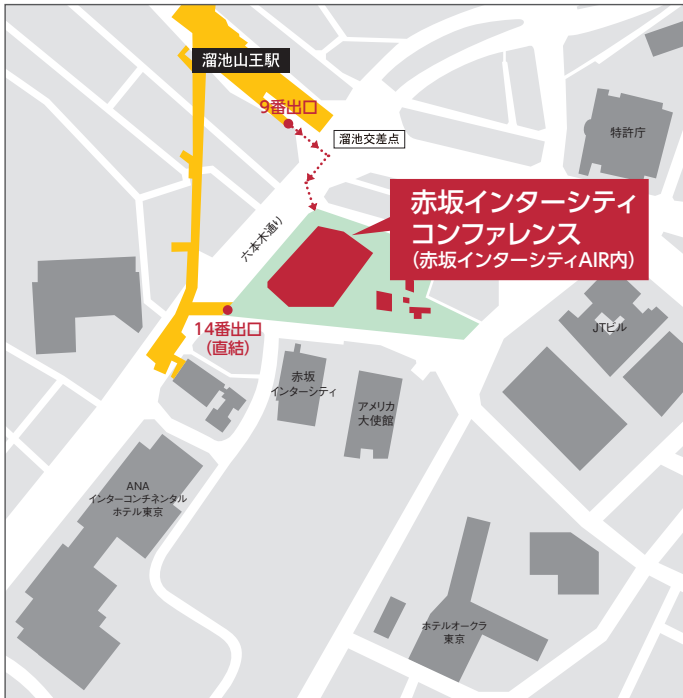 溜池山王駅
9番出口
溜池交差点
特許庁
赤坂インターシティ
コンファレンス
(赤坂インターシティAIR内)
六本木通り
14番出口
(直結)
JTビル
赤坂
インターシティ
アメリカ
大使館
ANA
インターコンチネンタル
ホテル東京
ホテルオークラ
東京